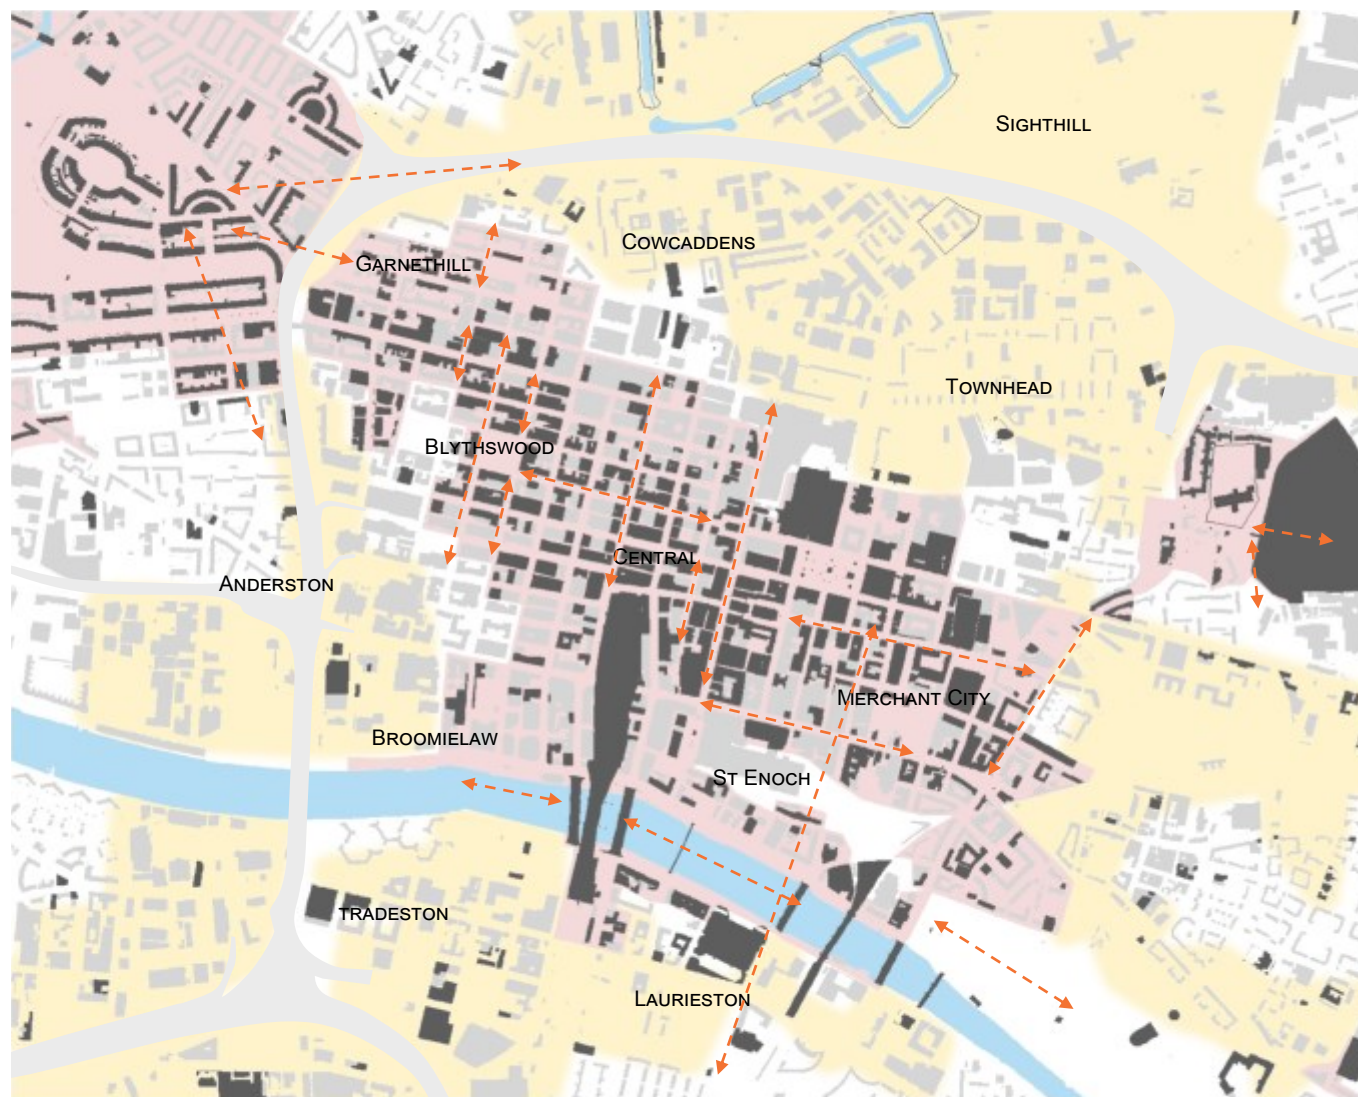 SIGHTHILL
COWCADDENS
GARNETHILL
TOWNHEAD
BLYTHSWOOD
CENTRAL
ANDERSTON
MERCHANT CITY
BROOMIELAW
ST ENOCH
TRADESTON
LAURIESTON